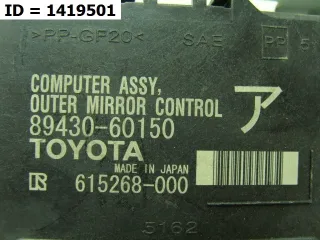 ID = 1419501
>PP-GF20<
SAE
PP 5
COMPUTER ASSY,
OUTER MIRROR CONTROL
ア
89430-60150
TOYOTA
MADE IN JAPAN
615268-000
5162